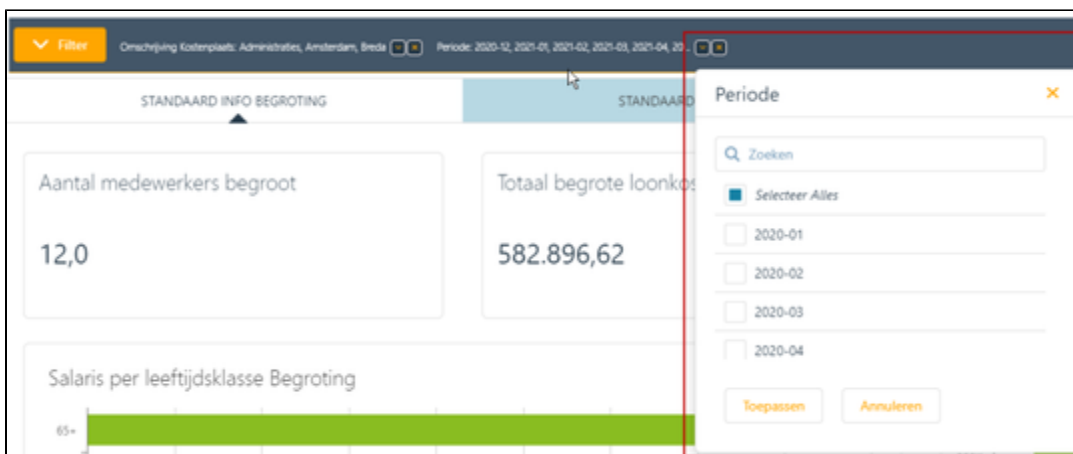 Filter
Omschrijving Kostenplaats: Administraties, Amsterdam, Breda
Periode: 2020-12, 2021-01, 2021-02, 2021-03, 2021-04, 20...
STANDAARD INFO BEGROTING
STANDAARD
Periode
Zoeken
Selecteer Alles
2020-01
2020-02
2020-03
2020-04
Toepassen
Annuleren
Aantal medewerkers begroot
12,0
Totaal begrote loonkos
582.896,62
Salaris per leeftijdsklasse Begroting
65+